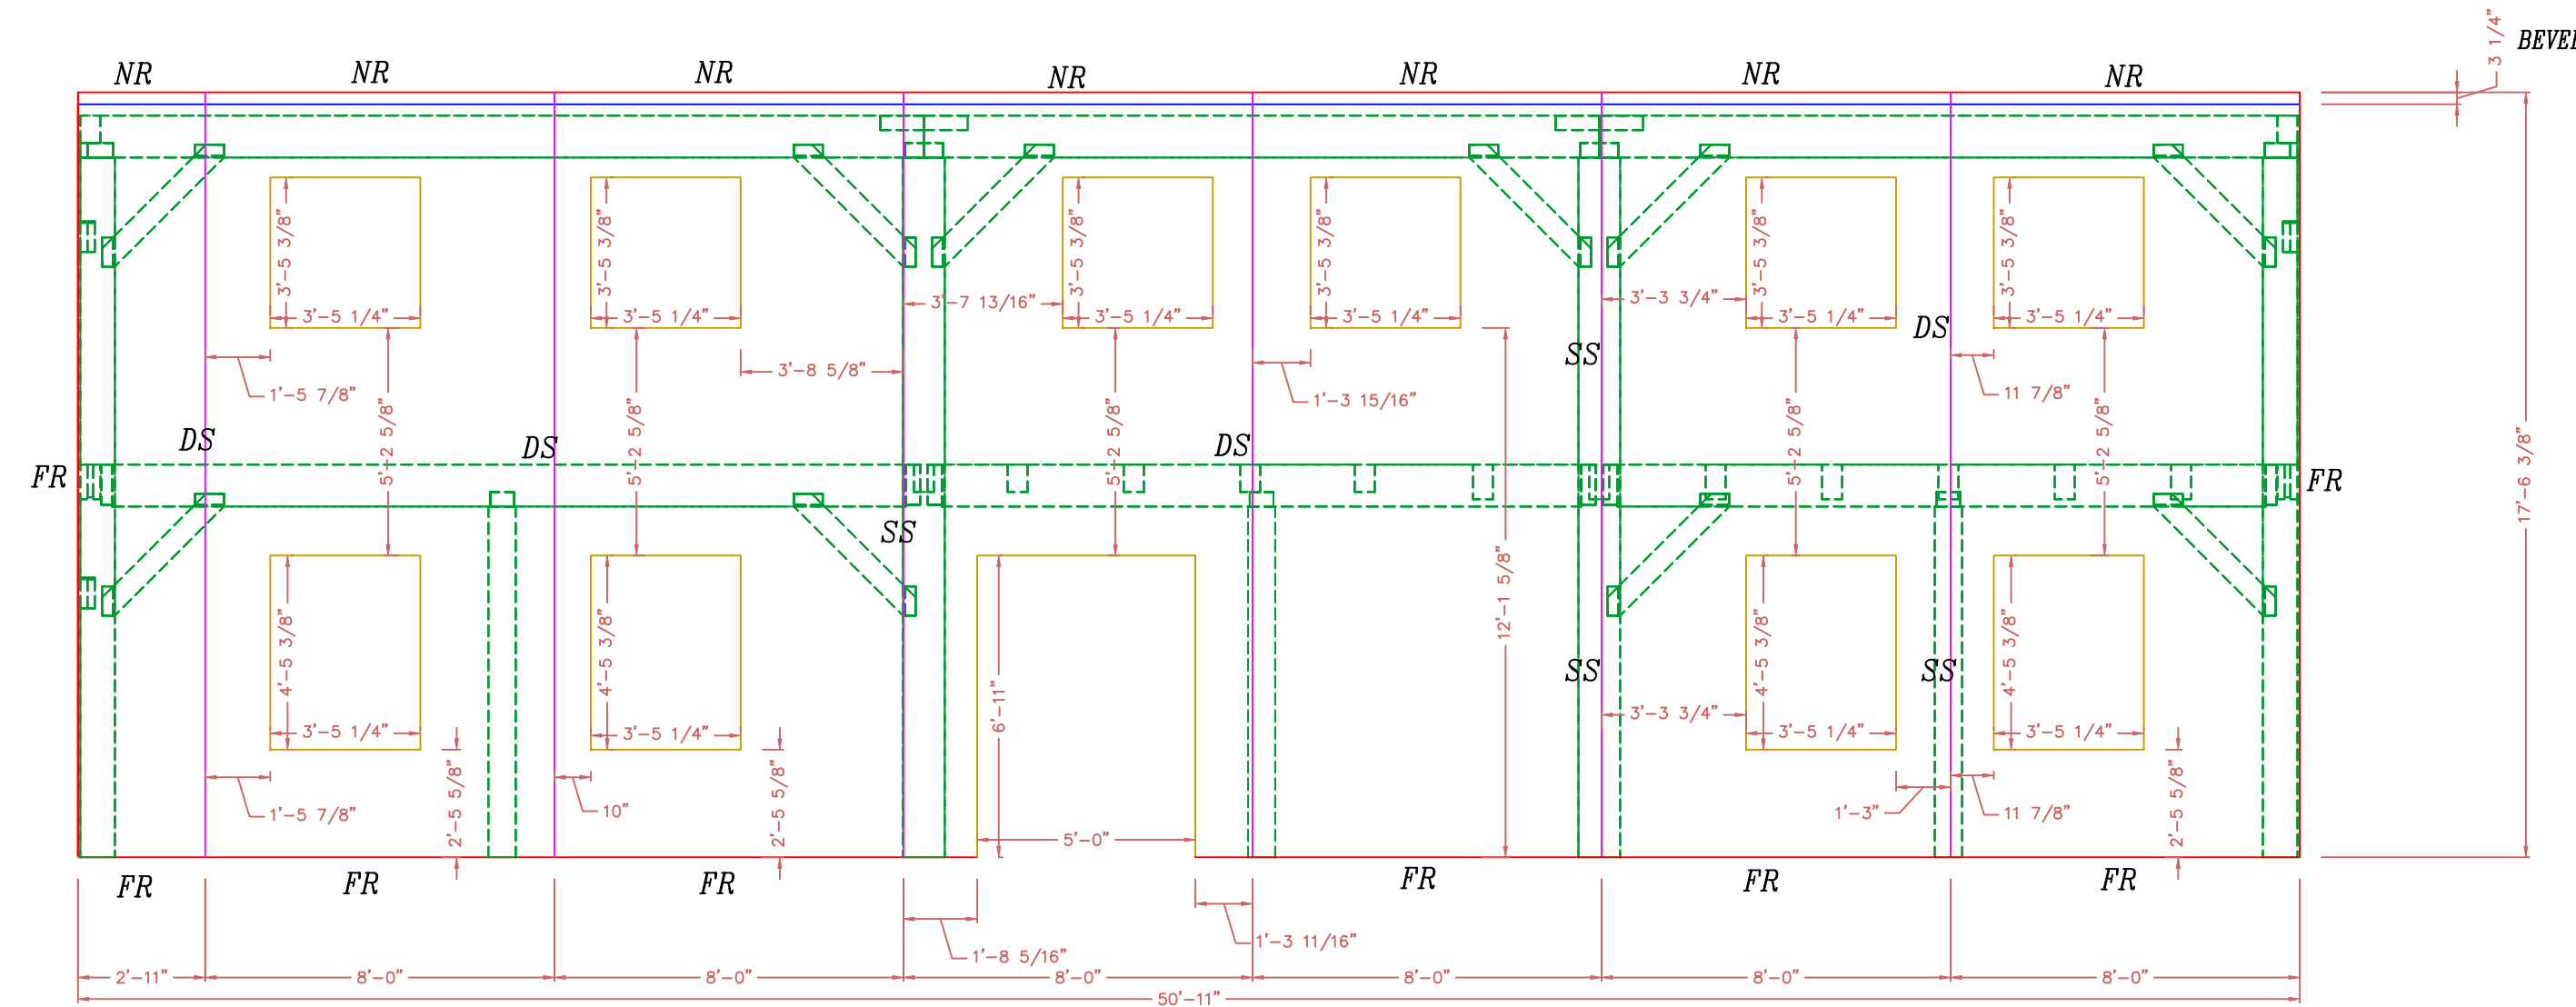 3 1/4"
NR NR NR NR NR NR NR
3'-5 3/8" 3'-5 3/8" 3'-5 3/8" 3'-5 3/8" 3'-5 3/8" 3'-5 3/8"
3'-7 13/16" 3'-3 3/4"
3'-5 1/4" 3'-5 1/4" 3'-5 1/4" 3'-5 1/4" 3'-5 1/4" 3'-5 1/4"
DS
SS
3'-8 5/8"
1'-5 7/8" 1'-3 15/16" 11 7/8"
DS DS DS
5'-2 5/8" 5'-2 5/8" 5'-2 5/8" 5'-2 5/8" 5'-2 5/8"
FR FR
17'-6 3/8"
SS
12'-1 5/8"
4'-5 3/8" 4'-5 3/8" 4'-5 3/8" 4'-5 3/8"
SS SS
6'-11"
3'-3 3/4"
3'-5 1/4" 3'-5 1/4" 3'-5 1/4" 3'-5 1/4"
2'-5 5/8" 2'-5 5/8" 2'-5 5/8"
1'-5 7/8" 10" 1'-3" 11 7/8"
5'-0"
FR FR FR FR FR FR
1'-8 5/16" 1'-3 11/16"
2'-11" 8'-0" 8'-0" 8'-0" 8'-0" 8'-0" 8'-0"
50'-11"